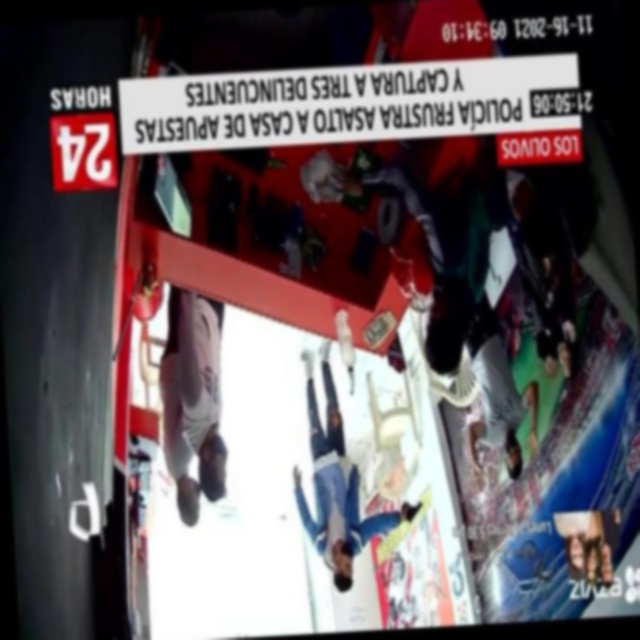 LOS OLIVOS
21:50:06
POLICÍA FRUSTRA ASALTO A CASA DE APUESTAS
Y CAPTURA A TRES DELINCUENTES
24
HORAS
11-16-2021 09:34:10